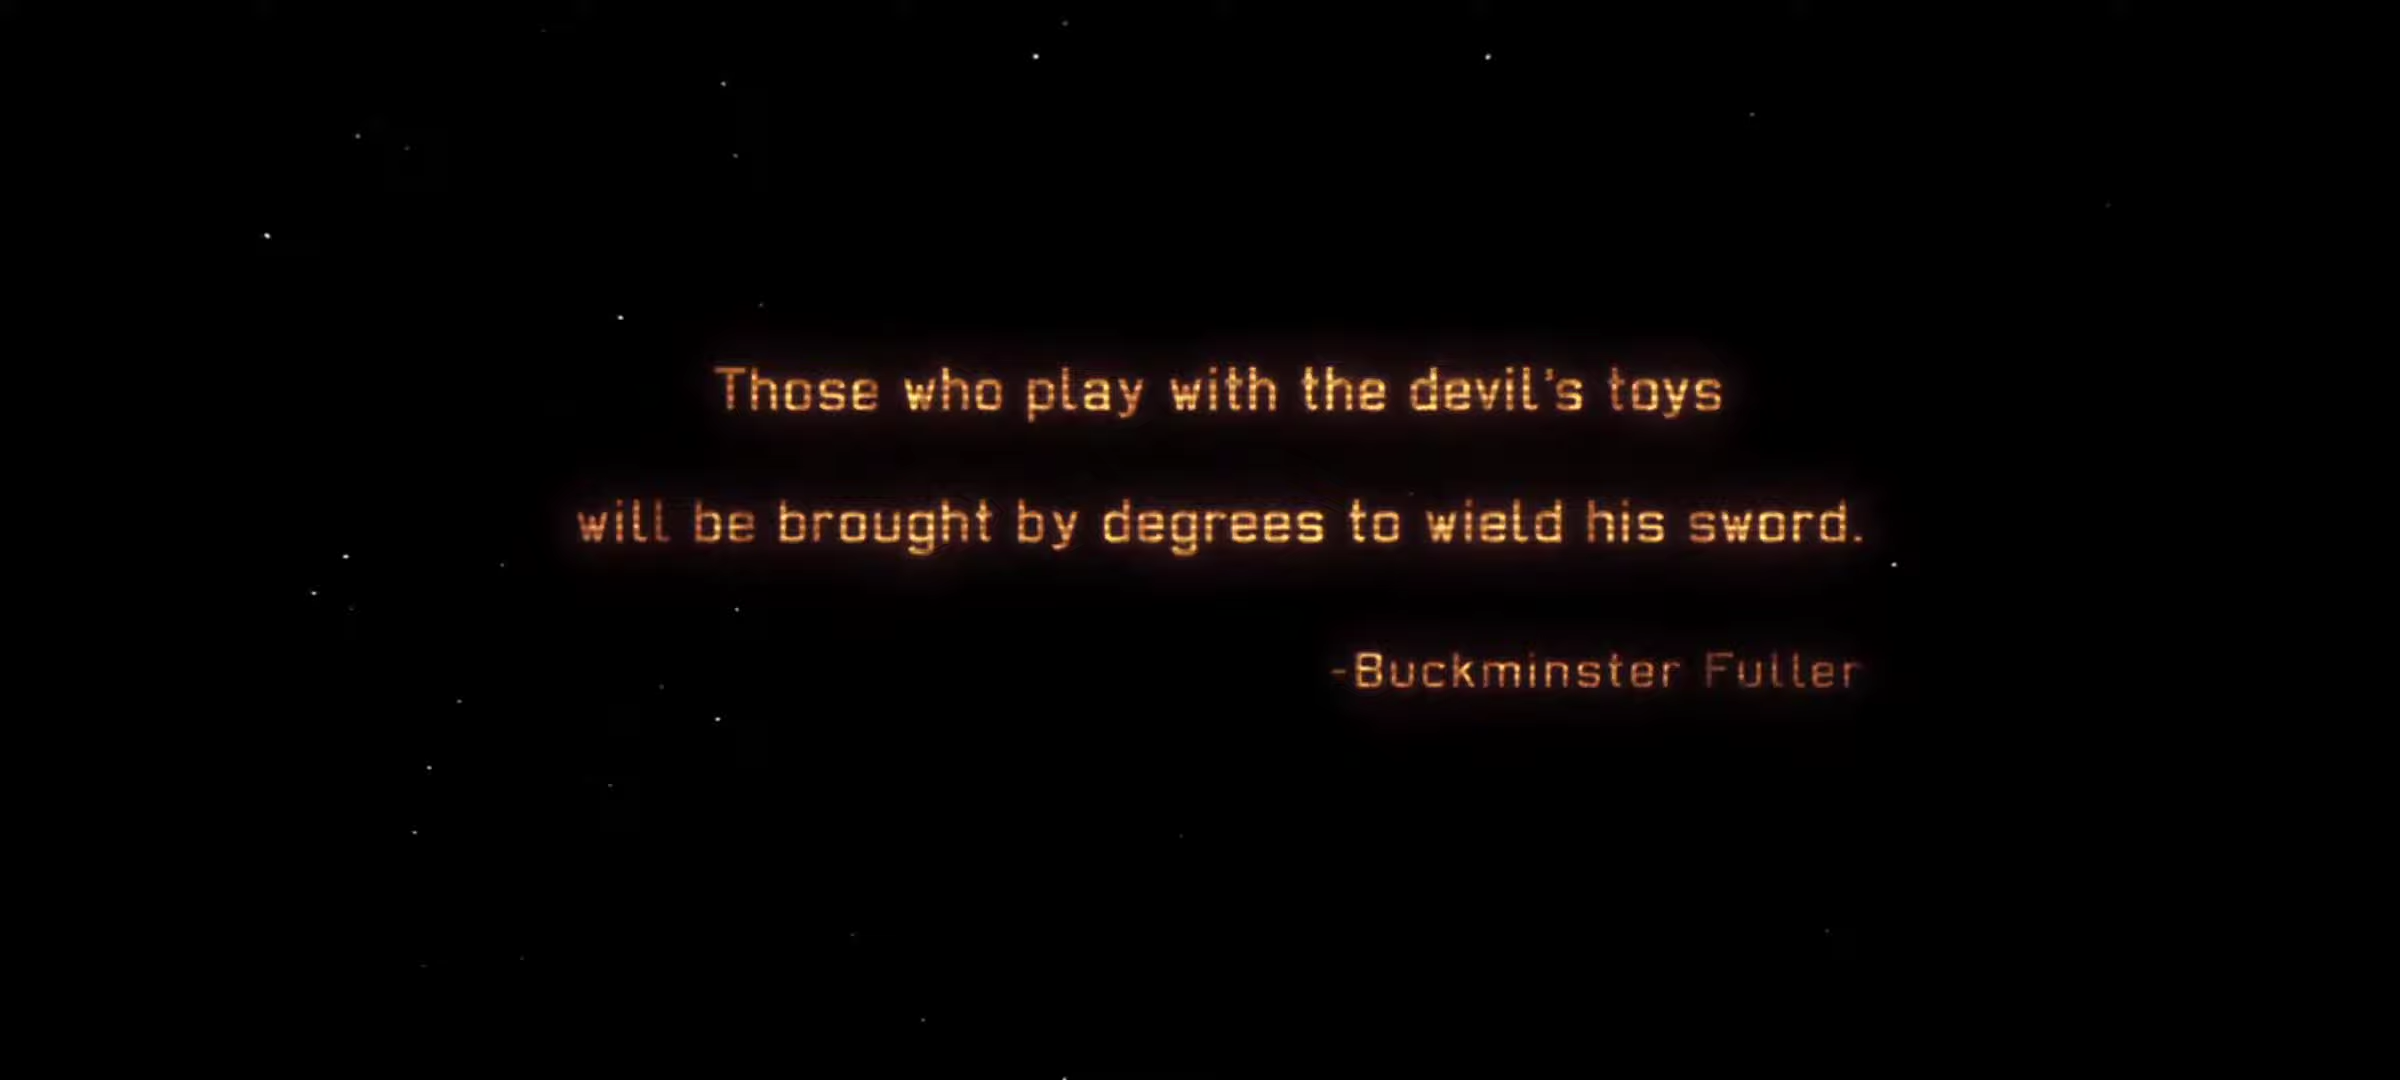 Those who play with the devil's toys
will be brought by degrees to wield his sword.
-Buckminster Fuller